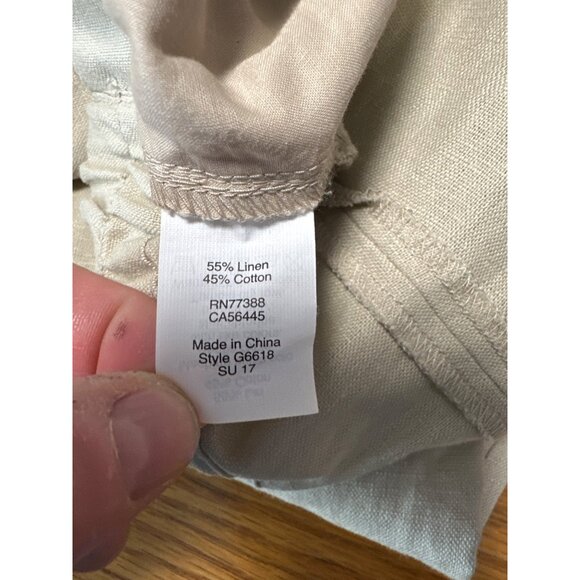 55% Linen
45% Cotton
RN77388
CA56445
Made in China
Style G6618
SU 17